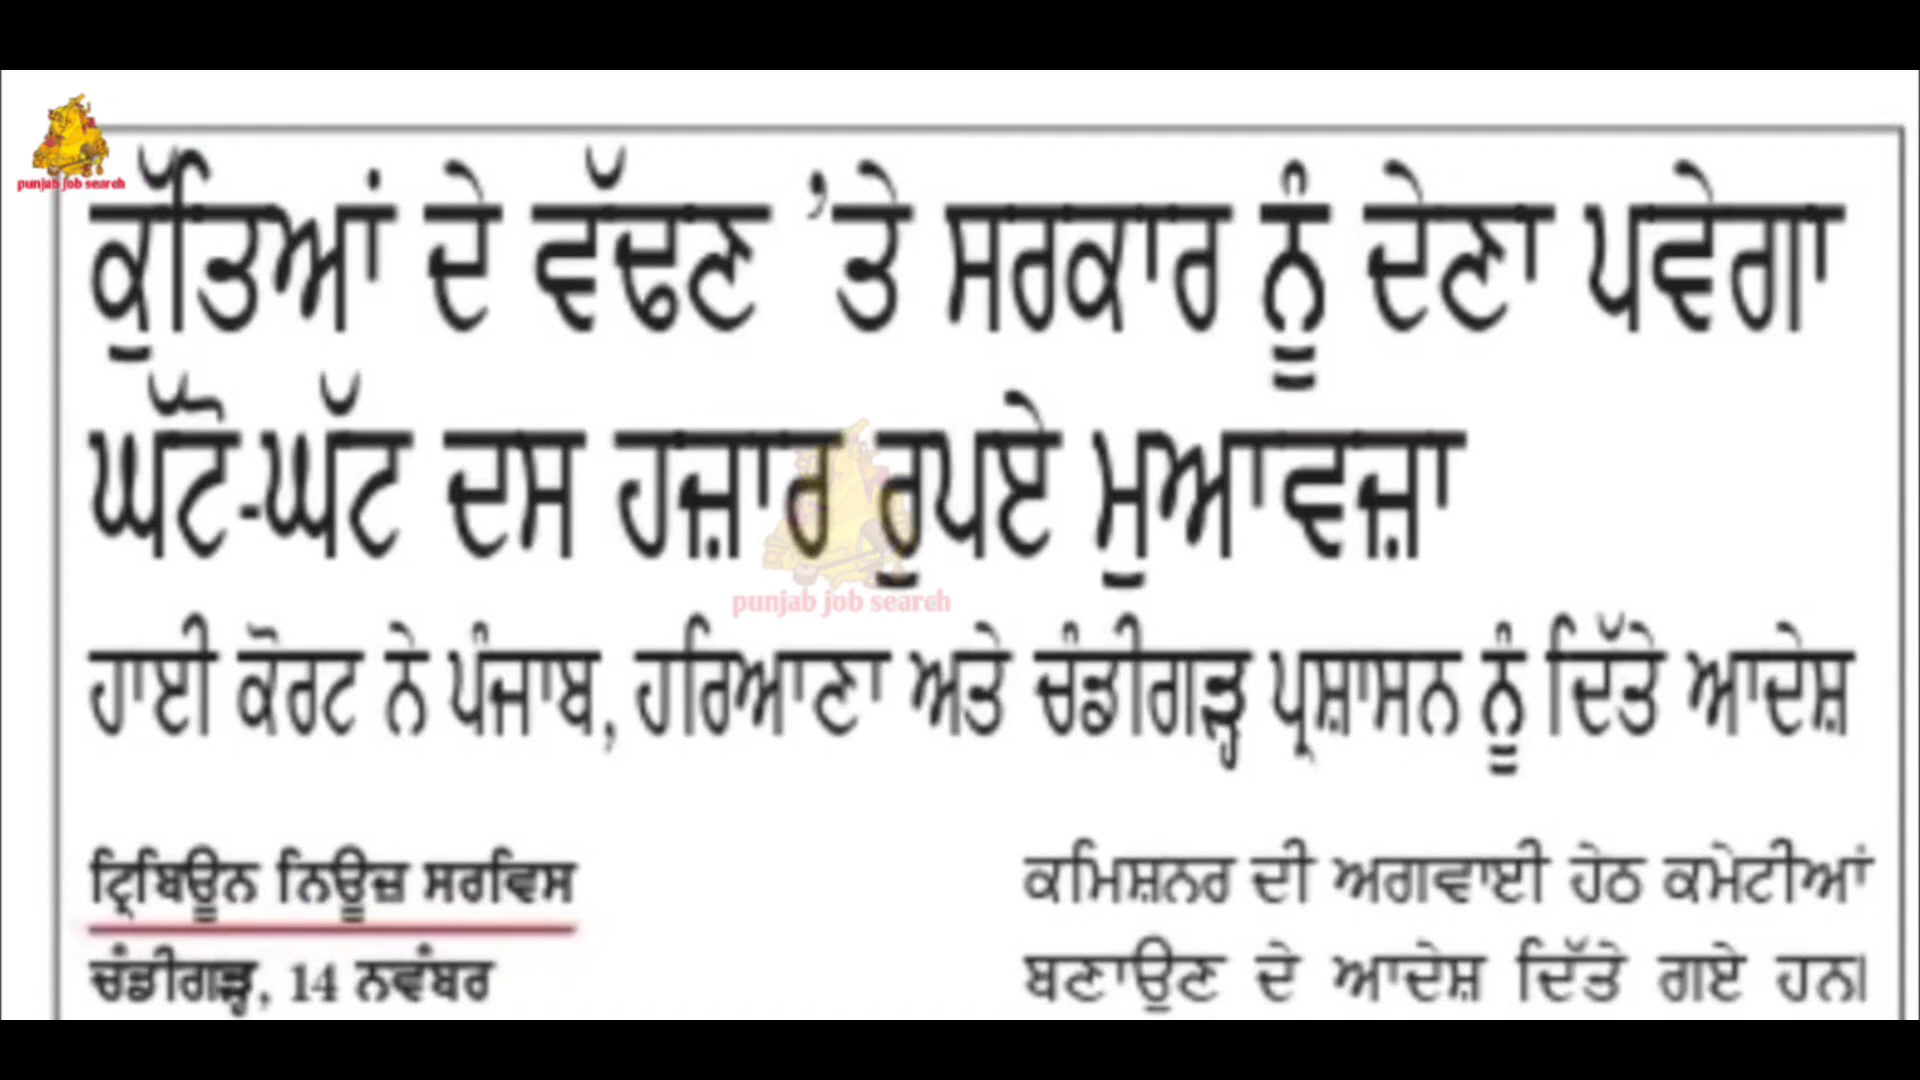 punjab job search
ਕੁੱਤਿਆਂ ਦੇ ਵੱਢਣ ’ਤੇ ਸਰਕਾਰ ਨੂੰ ਦੇਣਾ ਪਵੇਗਾ
ਘੱਟੋ-ਘੱਟ ਦਸ ਹਜ਼ਾਰ ਰੁਪਏ ਮੁਆਵਜ਼ਾ
punjab job search
ਹਾਈ ਕੋਰਟ ਨੇ ਪੰਜਾਬ, ਹਰਿਆਣਾ ਅਤੇ ਚੰਡੀਗੜ੍ਹ ਪ੍ਰਸ਼ਾਸਨ ਨੂੰ ਦਿੱਤੇ ਆਦੇਸ਼
ਟ੍ਰਿਬਿਊਨ ਨਿਊਜ਼ ਸਰਵਿਸ
ਚੰਡੀਗੜ੍ਹ, 14 ਨਵੰਬਰ
ਕਮਿਸ਼ਨਰ ਦੀ ਅਗਵਾਈ ਹੇਠ ਕਮੇਟੀਆਂ
ਬਣਾਉਣ ਦੇ ਆਦੇਸ਼ ਦਿੱਤੇ ਗਏ ਹਨ।